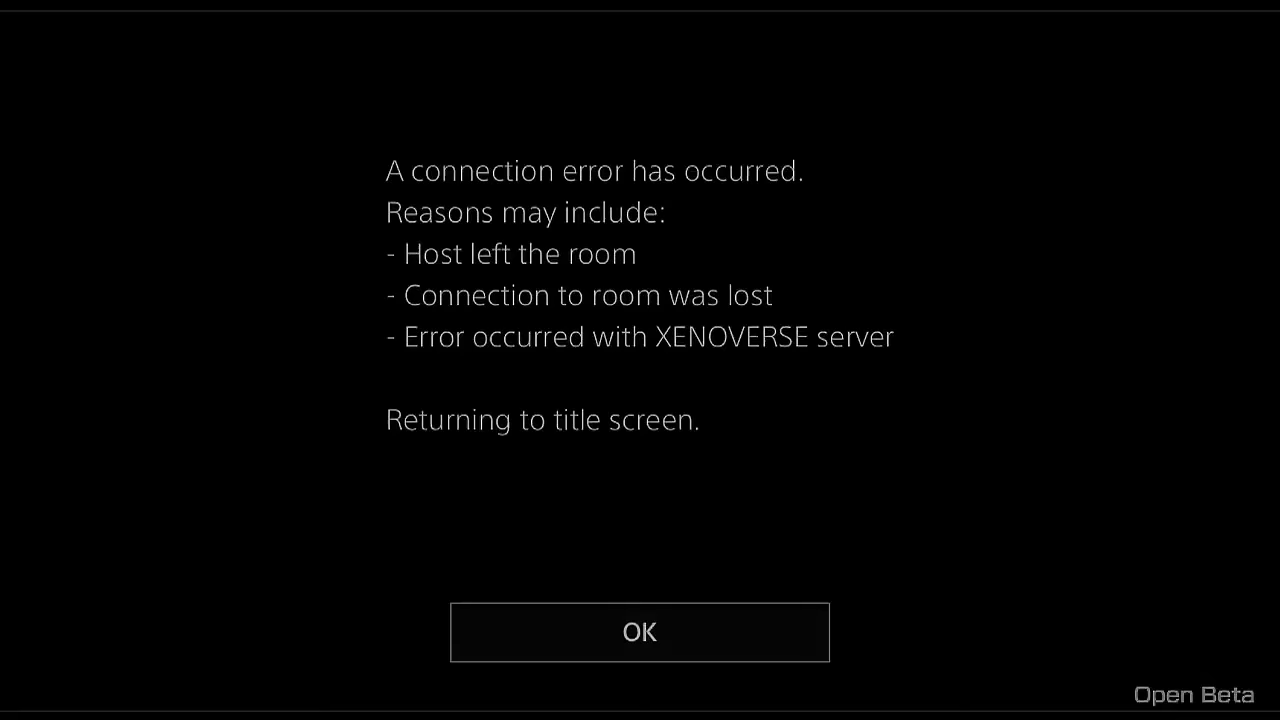 A connection error has occurred.
Reasons may include:
- Host left the room
- Connection to room was lost
- Error occurred with XENOVERSE server
Returning to title screen.
OK
Open Beta